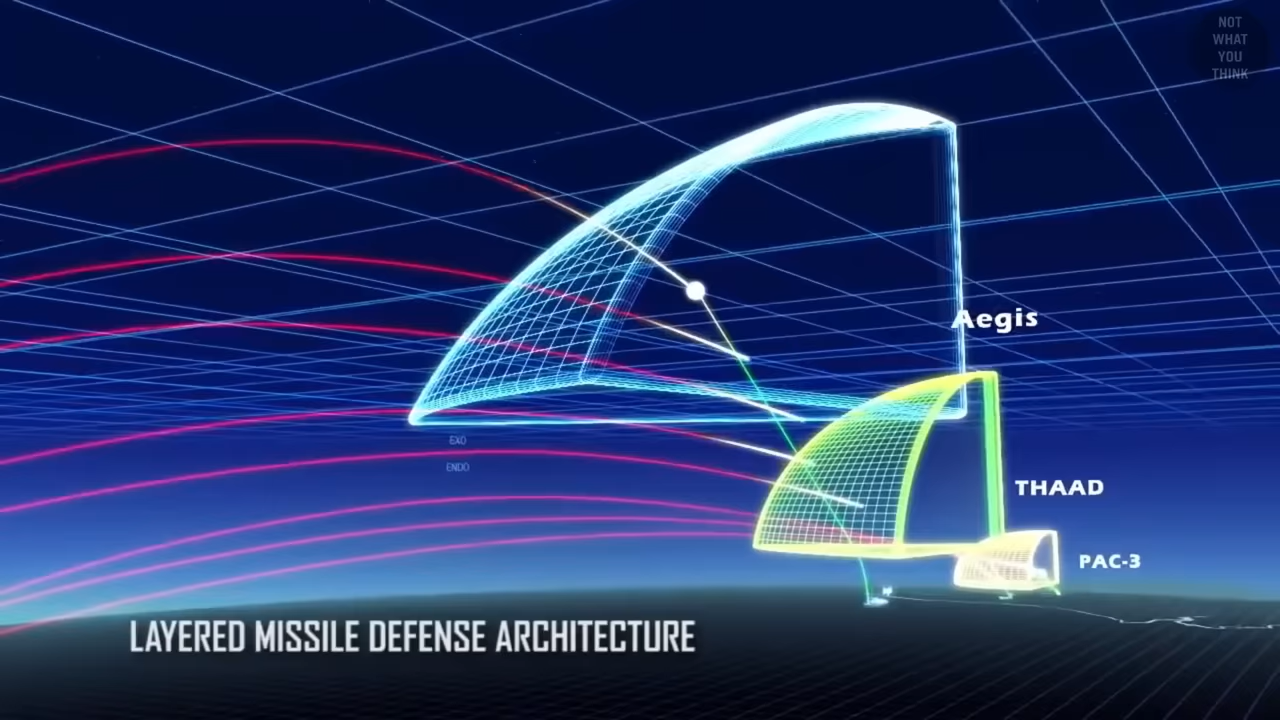 NOT
WHAT
YOU
THINK
Aegis
EXO
ENDO
THAAD
PAC-3
LAYERED MISSILE DEFENSE ARCHITECTURE